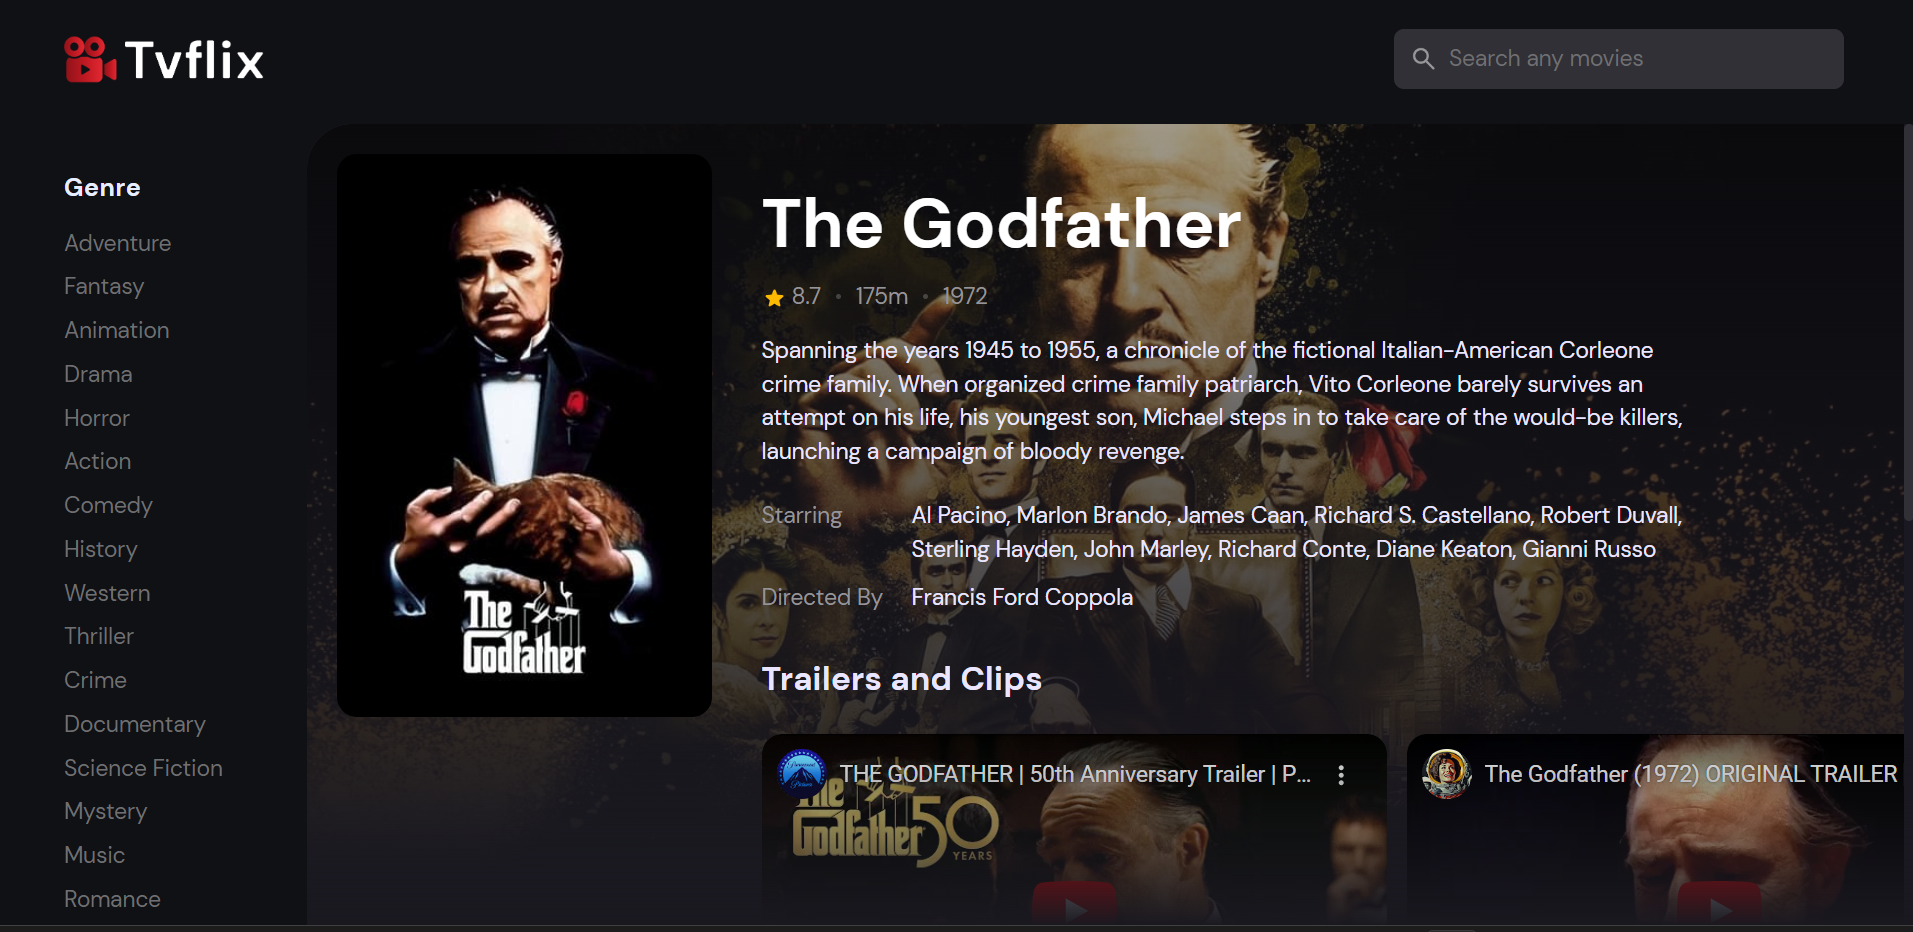 Tvflix
Search any movies
Genre
Adventure
Fantasy
Animation
Drama
Horror
Action
Comedy
History
Western
Thriller
Crime
Documentary
Science Fiction
Mystery
Music
Romance
The
Godfather
The Godfather
8.7 • 175m • 1972
Spanning the years 1945 to 1955, a chronicle of the fictional Italian-American Corleone
crime family. When organized crime family patriarch, Vito Corleone barely survives an
attempt on his life, his youngest son, Michael steps in to take care of the would-be killers,
launching a campaign of bloody revenge.
Starring
Al Pacino, Marlon Brando, James Caan, Richard S. Castellano, Robert Duvall,
Sterling Hayden, John Marley, Richard Conte, Diane Keaton, Gianni Russo
Directed By
Francis Ford Coppola
Trailers and Clips
THE GODFATHER | 50th Anniversary Trailer | P...
The
Godfather 50
YEARS
The Godfather (1972) ORIGINAL TRAILER